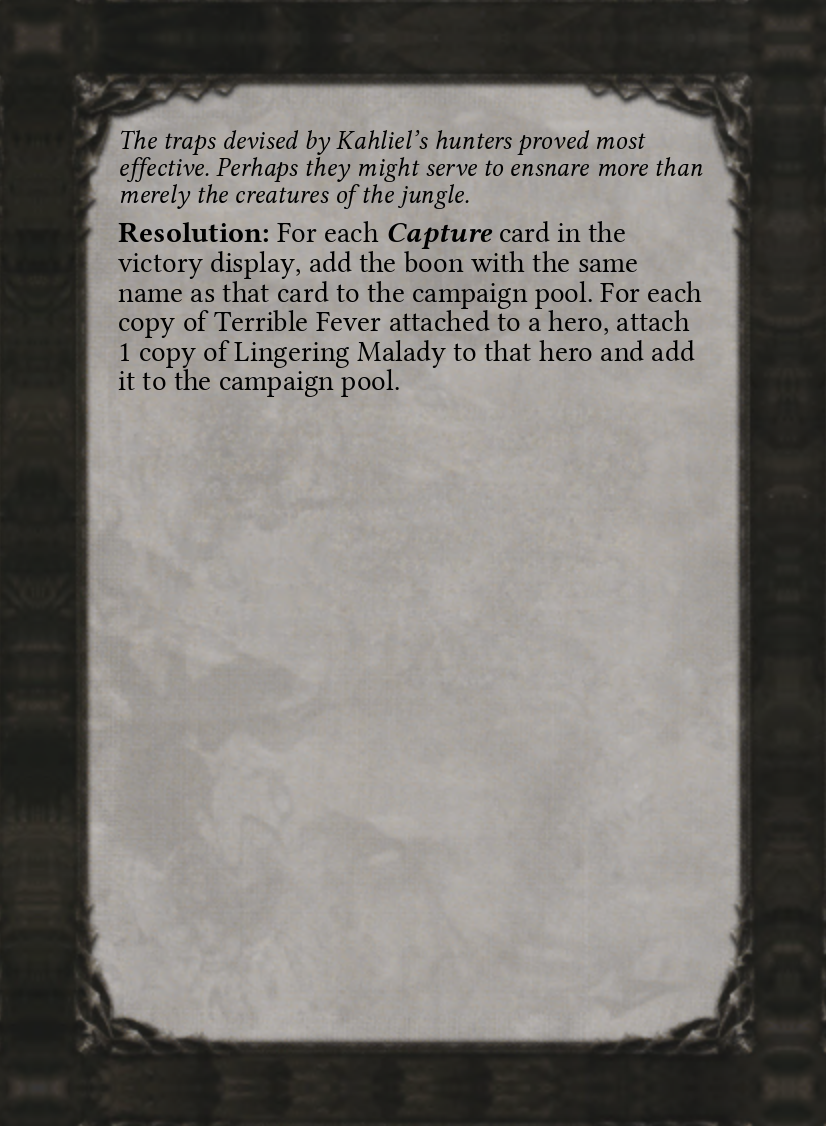 The traps devised by Kahliel’s hunters proved most
effective. Perhaps they might serve to ensnare more than
merely the creatures of the jungle.
Resolution: For each Capture card in the
victory display, add the boon with the same
name as that card to the campaign pool. For each
copy of Terrible Fever attached to a hero, attach
1 copy of Lingering Malady to that hero and add
it to the campaign pool.